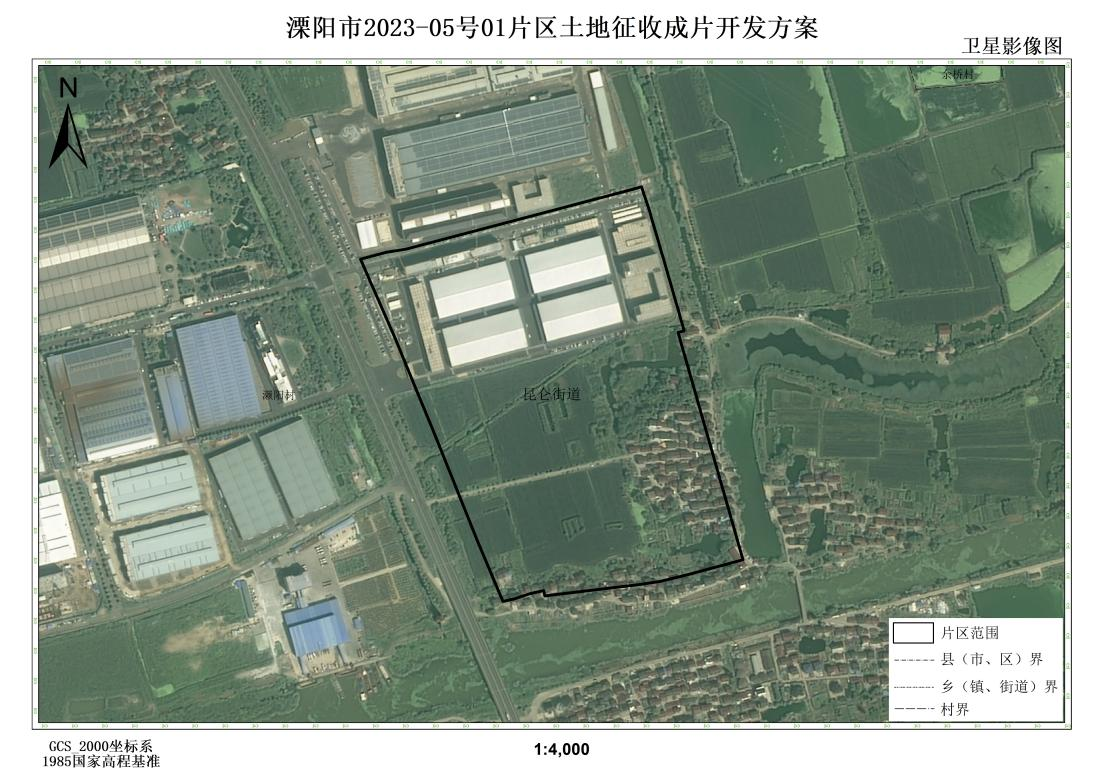 溧阳市2023-05号01片区土地征收成片开发方案
卫星影像图
N
余桥村
昆仑街道
溧阳村
片区范围
县（市、区）界
乡（镇、街道）界
村界
GCS_2000坐标系
1985国家高程基准
1:4,000